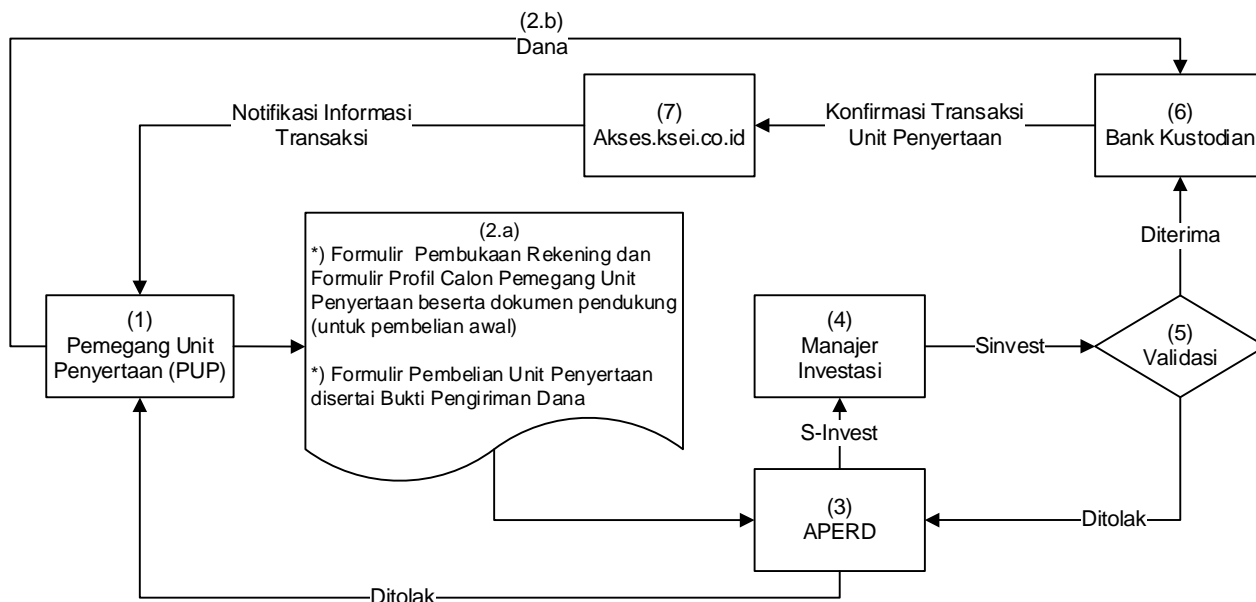 (2.b)
Dana
Notifikasi Informasi
Transaksi
(7)
Akses.ksei.co.id
Konfirmasi Transaksi
Unit Penyertaan
(6)
Bank Kustodian
(2.a)
*) Formulir Pembukaan Rekening dan
Formulir Profil Calon Pemegang Unit
Penyertaan beserta dokumen pendukung
(untuk pembelian awal)
*) Formulir Pembelian Unit Penyertaan
disertai Bukti Pengiriman Dana
Diterima
(1)
Pemegang Unit
Penyertaan (PUP)
(4)
Manajer
Investasi
Sinvest
(5)
Validasi
S-Invest
(3)
APERD
Ditolak
Ditolak